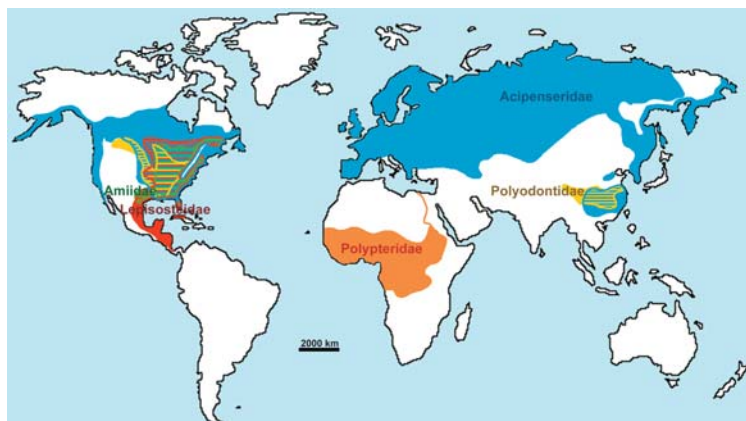 Acipenseridae
Amiidae
Polyodontidae
Lepisosteidae
Polypteridae
2000 km